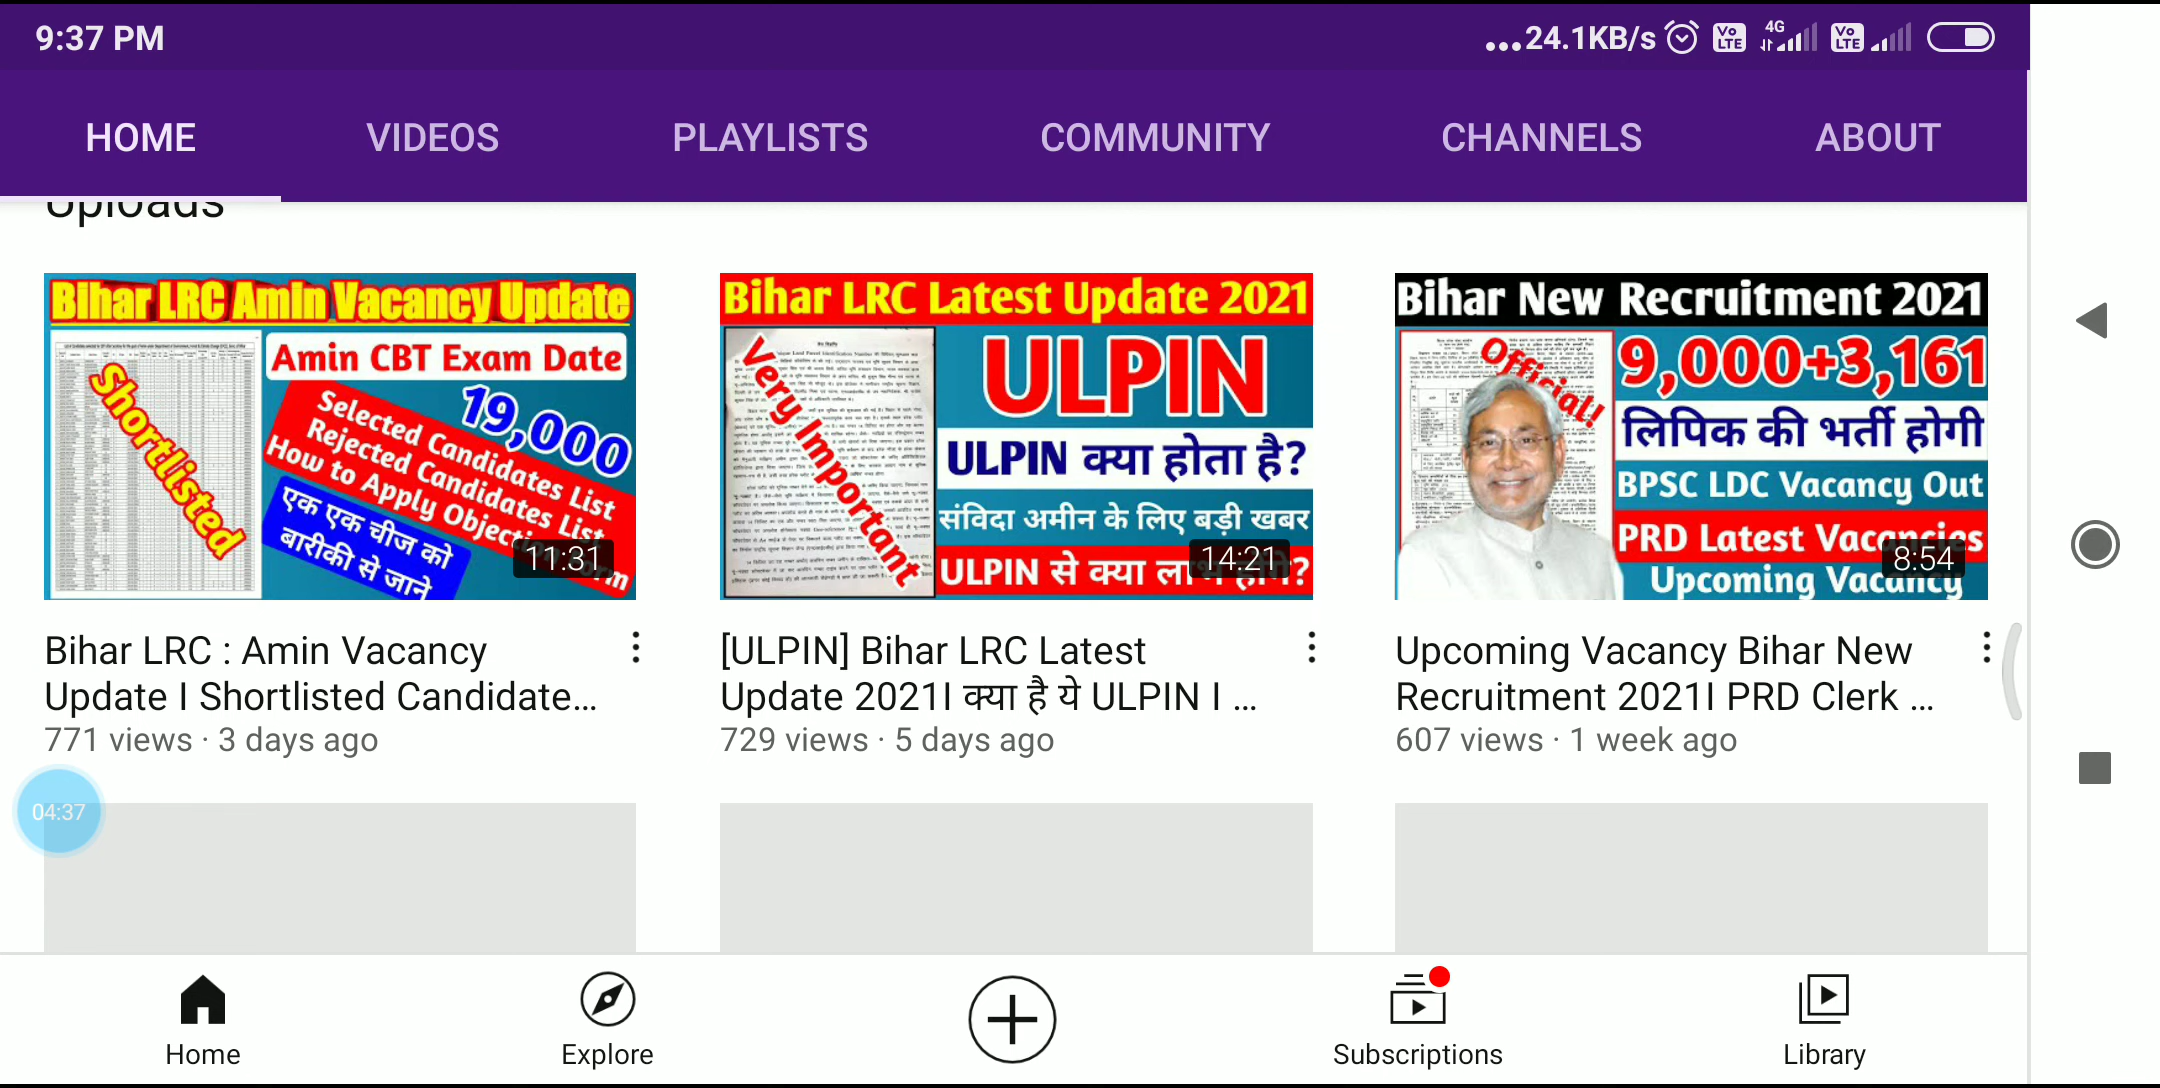 9:37 PM
...24.1KB/s Vo LTE 4G Vo LTE
HOME VIDEOS PLAYLISTS COMMUNITY CHANNELS ABOUT
Uploads
Bihar LRC Amin Vacancy Update
Shortlisted
Amin CBT Exam Date
19,000
Selected Candidates List
Rejected Candidates List
How to Apply
एक एक चीज को
बारीकी से जाने
11:31
Bihar LRC : Amin Vacancy
Update I Shortlisted Candidate...
771 views · 3 days ago
Bihar LRC Latest Update 2021
Very Important
ULPIN
ULPIN क्या होता है?
संविदा अमीन के लिए बड़ी खबर
ULPIN से क्या
14:21
[ULPIN] Bihar LRC Latest
Update 2021I क्या है ये ULPIN I ...
729 views · 5 days ago
Bihar New Recruitment 2021
Official!
9,000+3,161
लिपिक की भर्ती होगी
BPSC LDC Vacancy Out
PRD Latest Vacancies
Upcoming Vacancy
8:54
Upcoming Vacancy Bihar New
Recruitment 2021I PRD Clerk ...
607 views · 1 week ago
04:37
Home Explore Subscriptions Library